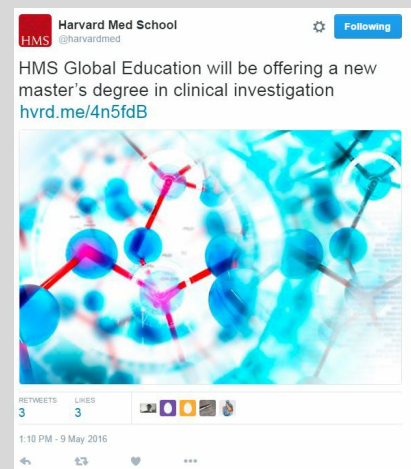 HMS
Harvard Med School
@harvardmed
Following
HMS Global Education will be offering a new
master's degree in clinical investigation
hvrd.me/4n5fdB
RETWEETS
3
LIKES
3
1:10 PM - 9 May 2016